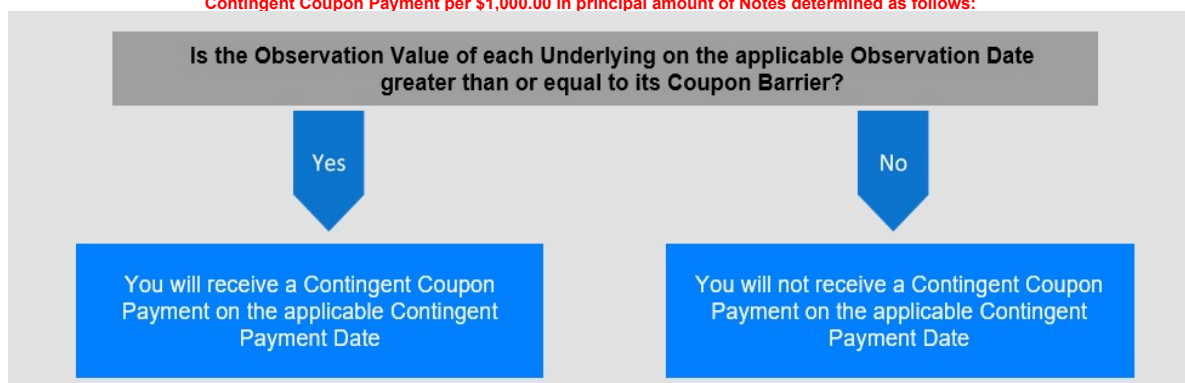 Contingent Coupon Payment per $1,000.00 in principal amount of Notes determined as follows:
Is the Observation Value of each Underlying on the applicable Observation Date
greater than or equal to its Coupon Barrier?
Yes
No
You will receive a Contingent Coupon
Payment on the applicable Contingent
Payment Date
You will not receive a Contingent Coupon
Payment on the applicable Contingent
Payment Date